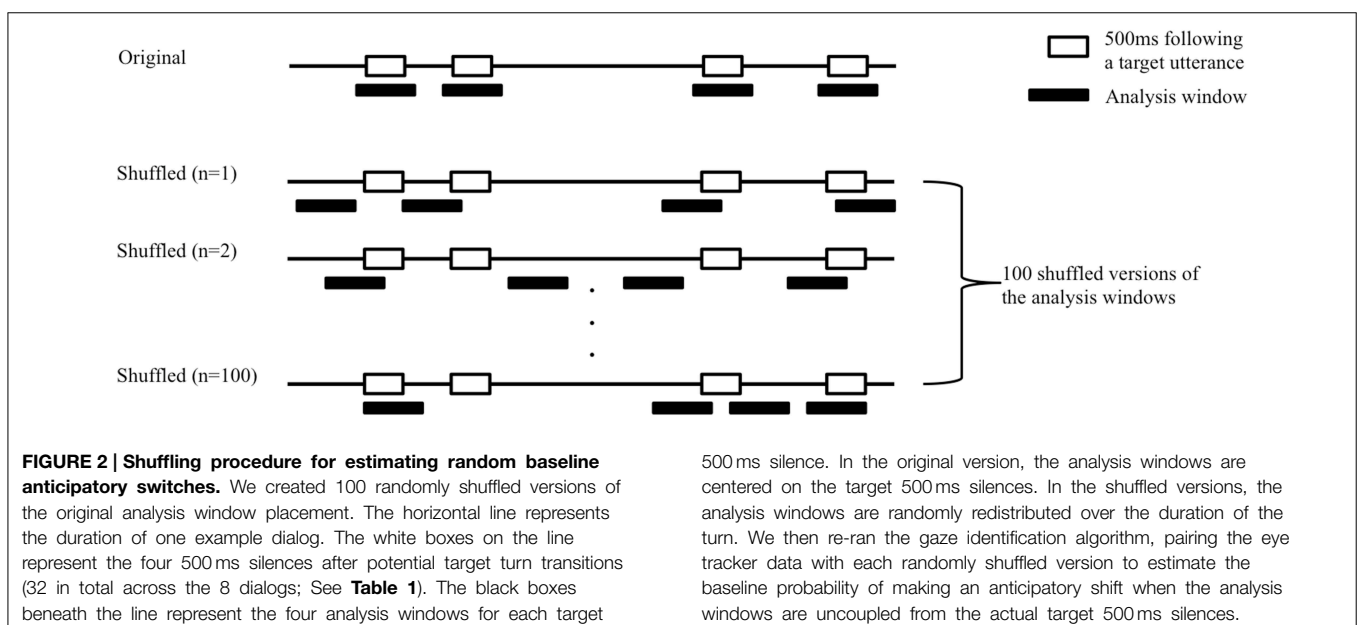 Original
500ms following
a target utterance
Analysis window
Shuffled (n=1)
Shuffled (n=2)
100 shuffled versions of
the analysis windows
Shuffled (n=100)
FIGURE 2 | Shuffling procedure for estimating random baseline
anticipatory switches. We created 100 randomly shuffled versions of
the original analysis window placement. The horizontal line represents
the duration of one example dialog. The white boxes on the line
represent the four 500 ms silences after potential target turn transitions
(32 in total across the 8 dialogs; See Table 1). The black boxes
beneath the line represent the four analysis windows for each target
500 ms silence. In the original version, the analysis windows are
centered on the target 500 ms silences. In the shuffled versions, the
analysis windows are randomly redistributed over the duration of the
turn. We then re-ran the gaze identification algorithm, pairing the eye
tracker data with each randomly shuffled version to estimate the
baseline probability of making an anticipatory shift when the analysis
windows are uncoupled from the actual target 500 ms silences.